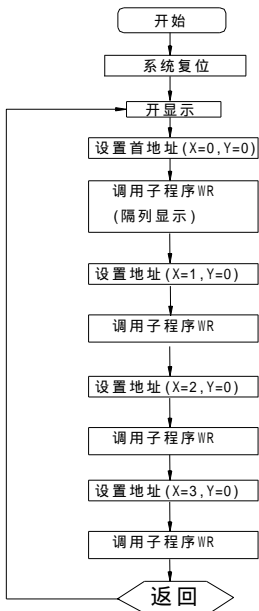 开始
系统复位
开显示
设置首地址(X=0,Y=0)
调用子程序WR
(隔列显示)
设置地址(X=1,Y=0)
调用子程序WR
设置地址(X=2,Y=0)
调用子程序WR
设置地址(X=3,Y=0)
调用子程序WR
返回